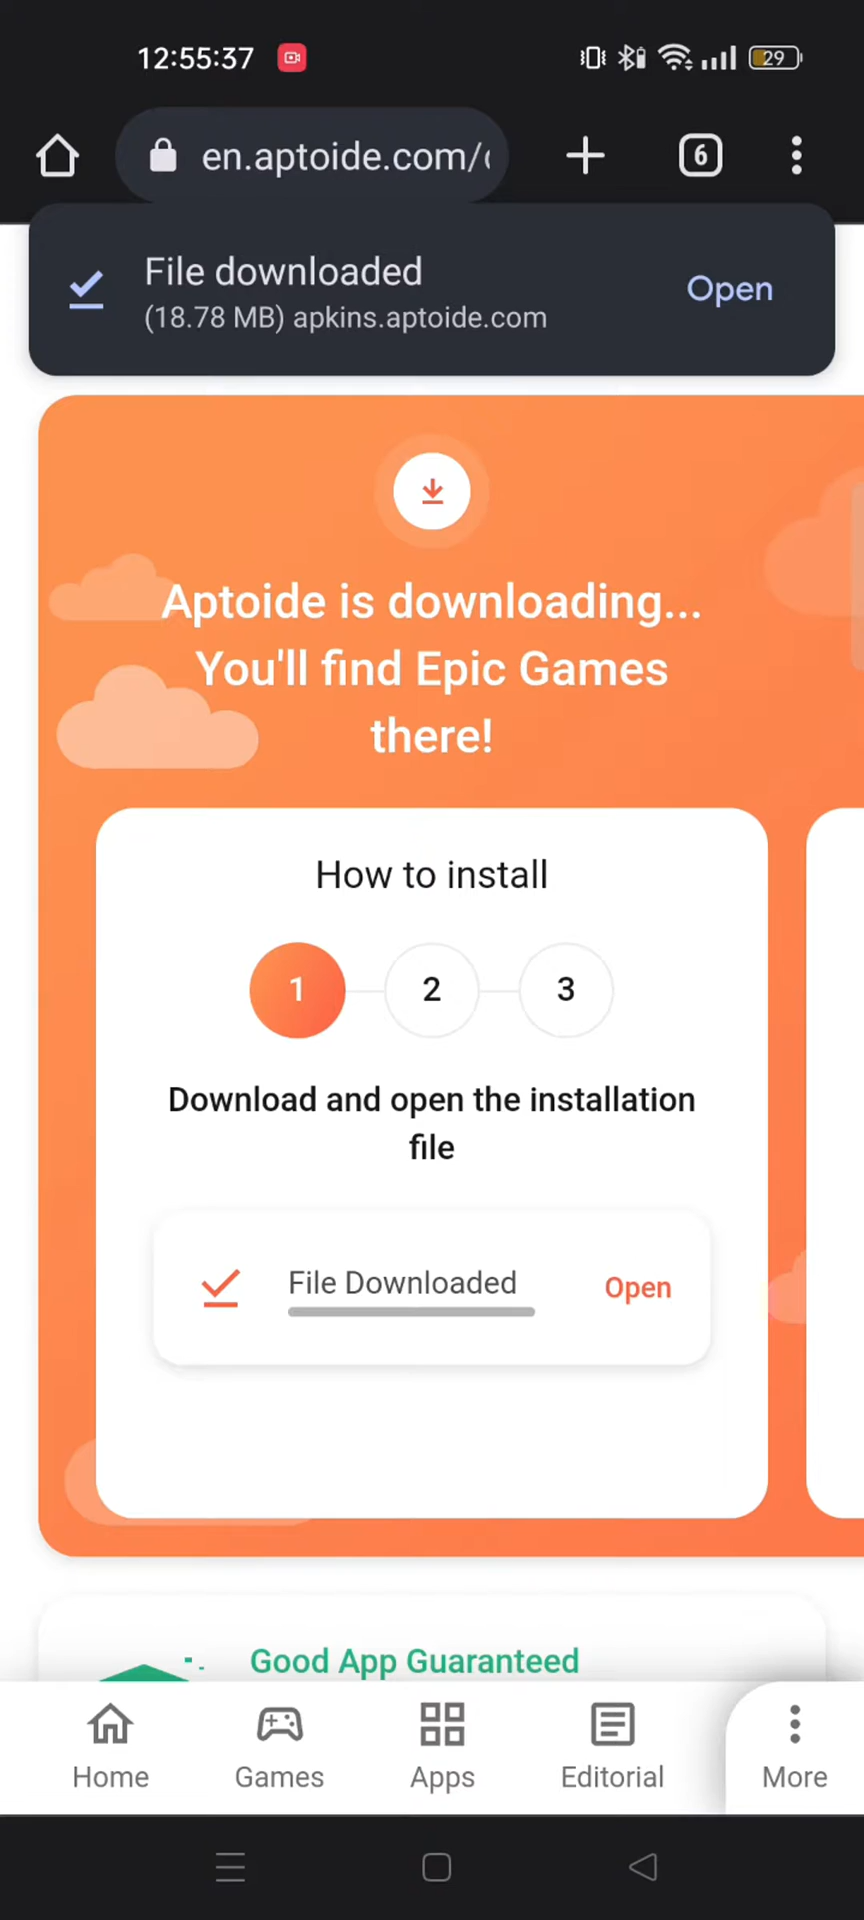 12:55:37
29
en.aptoide.com/
6
File downloaded
(18.78 MB) apkins.aptoide.com
Open
Aptoide is downloading...
You'll find Epic Games
there!
How to install
1 2 3
Download and open the installation
file
File Downloaded
Open
Good App Guaranteed
Home Games Apps Editorial More